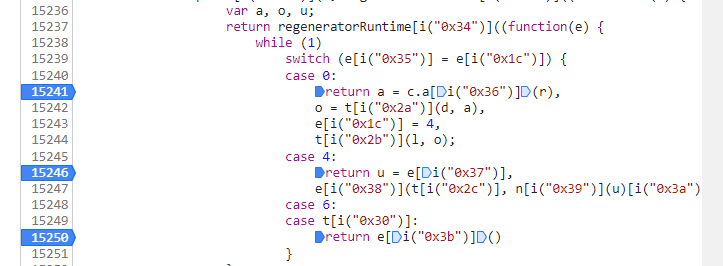 15236 var a, o, u;
15237 return regeneratorRuntime[i("0x34")]((function(e) {
15238 while (1)
15239 switch (e[i("0x35")] = e[i("0x1c")]) {
15240 case 0:
15241 return a = c.a[i("0x36")](r),
15242 o = t[i("0x2a")](d, a),
15243 e[i("0x1c")] = 4,
15244 t[i("0x2b")](l, o);
15245 case 4:
15246 return u = e[i("0x37")],
15247 e[i("0x38")](t[i("0x2c")], n[i("0x39")](u)[i("0x3a")
15248 case 6:
15249 case t[i("0x30")]:
15250 return e[i("0x3b")]()
15251 }